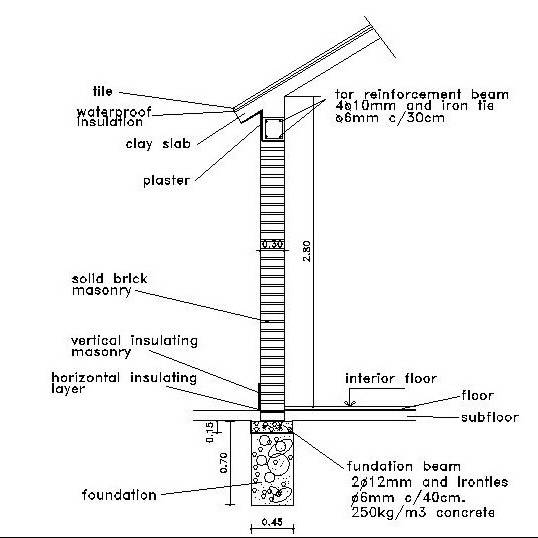 tile
waterproof
insulation
clay slab
plaster
tor reinforcement beam
4ø10mm and iron tie
ø6mm c/30cm
0.30
2.80
solid brick
masonry
vertical insulating
masonry
horizontal insulating
layer
interior floor
floor
subfloor
0.15
0.70
foundation
0.45
fundation beam
2ø12mm and ironties
ø6mm c/40cm.
250kg/m3 concrete